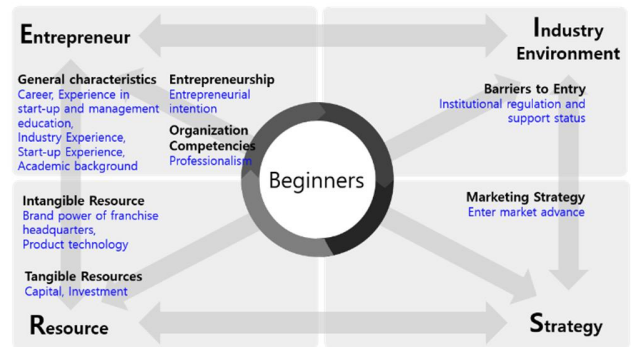 Entrepreneur
General characteristics
Career, Experience in
start-up and management
education,
Industry Experience,
Start-up Experience,
Academic background
Entrepreneurship
Entrepreneurial
intention
Organization
Competencies
Professionalism
Industry
Environment
Barriers to Entry
Institutional regulation and
support status
Beginners
Intangible Resource
Brand power of franchise
headquarters,
Product technology
Tangible Resources
Capital, Investment
Resource
Marketing Strategy
Enter market advance
Strategy